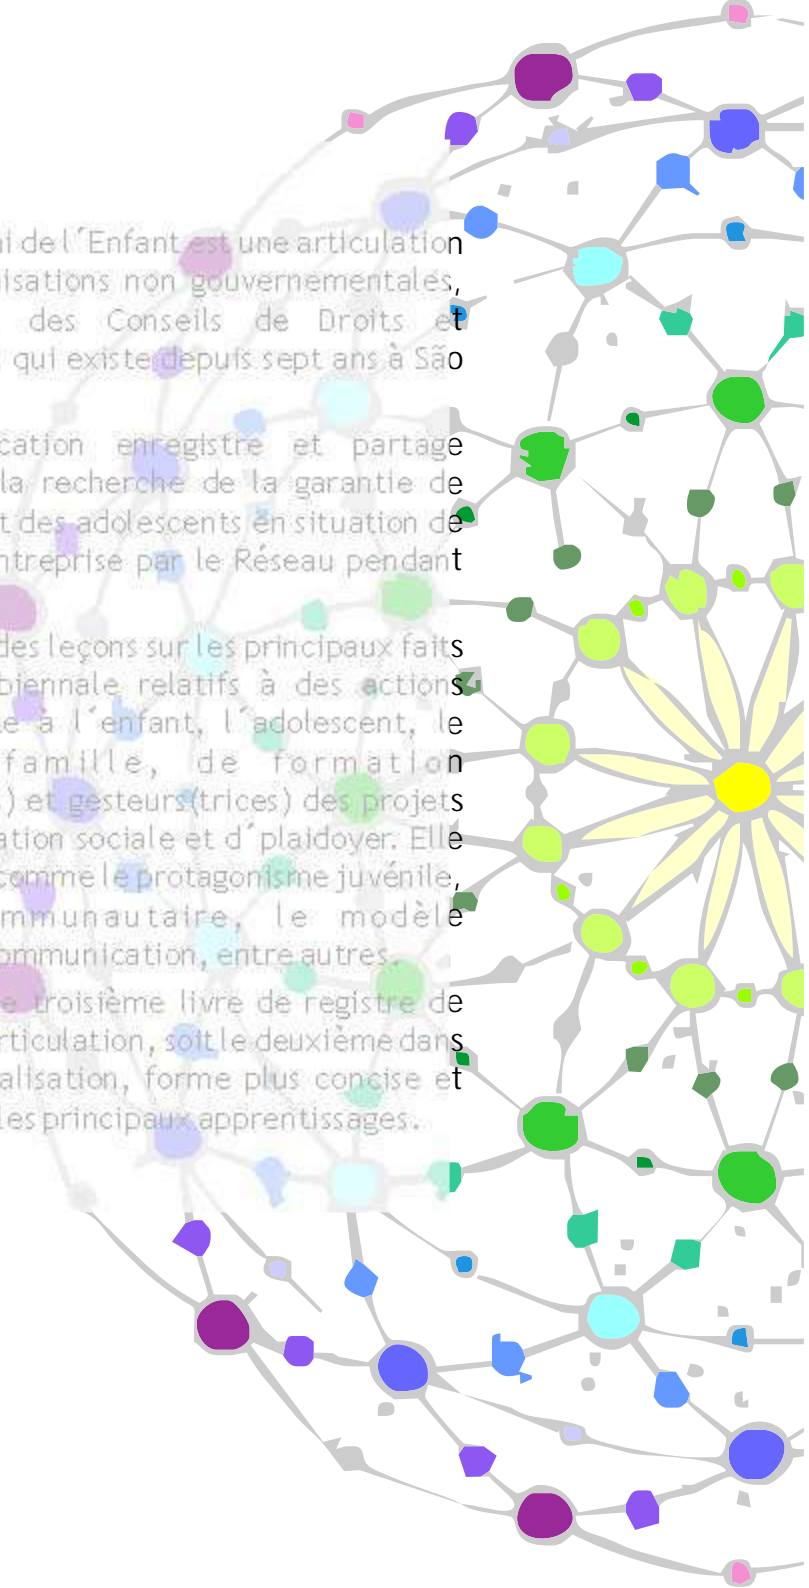 de l´Enfant est une articulation
nisations non gouvernementales,
des Conseils de Droits et
qui existe depuis sept ans à São
cation enregistre et partage
la recherche de la garantie de
t des adolescents en situation de
ntreprise par le Réseau pendant
des leçons sur les principaux faits
biennale relatifs à des actions
e a l´enfant, l´adolescent, le
famille, de formation
s) et gesteurs(trices) des projets
ation sociale et d´plaidoyer. Elle
comme le protagonisme juvénile,
mmunautaire, le modèle
ommunication, entre autres.
e troisième livre de registre de
rticulation, soit le deuxième dans
alisation, forme plus concise et
les principaux apprentissages.